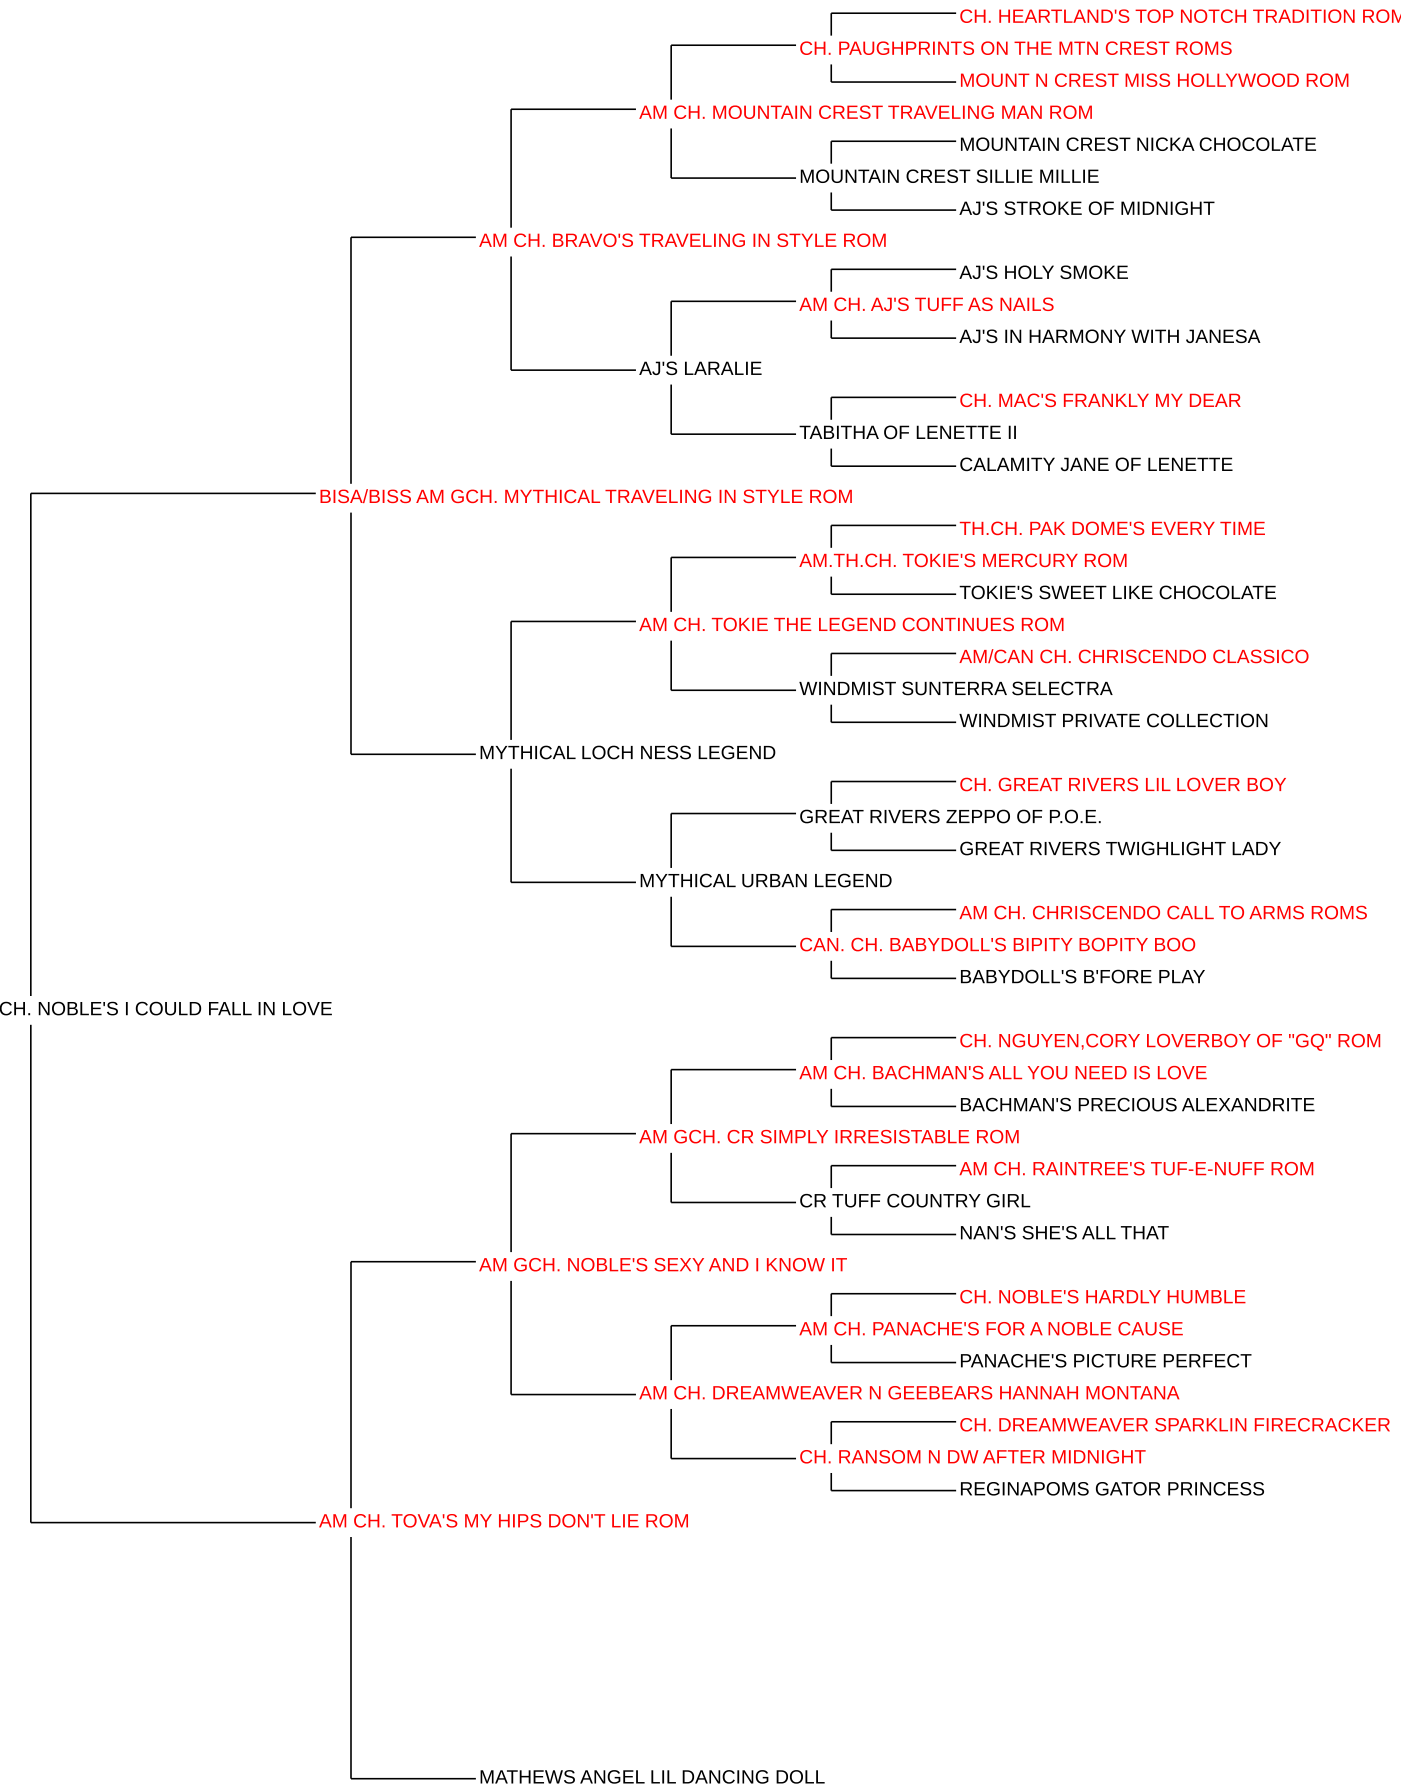 CH. HEARTLAND'S TOP NOTCH TRADITION ROM
CH. PAUGHPRINTS ON THE MTN CREST ROMS
MOUNT N CREST MISS HOLLYWOOD ROM
AM CH. MOUNTAIN CREST TRAVELING MAN ROM
MOUNTAIN CREST NICKA CHOCOLATE
MOUNTAIN CREST SILLIE MILLIE
AJ'S STROKE OF MIDNIGHT
AM CH. BRAVO'S TRAVELING IN STYLE ROM
AJ'S HOLY SMOKE
AM CH. AJ'S TUFF AS NAILS
AJ'S IN HARMONY WITH JANESA
AJ'S LARALIE
CH. MAC'S FRANKLY MY DEAR
TABITHA OF LENETTE II
CALAMITY JANE OF LENETTE
BISA/BISS AM GCH. MYTHICAL TRAVELING IN STYLE ROM
TH.CH. PAK DOME'S EVERY TIME
AM.TH.CH. TOKIE'S MERCURY ROM
TOKIE'S SWEET LIKE CHOCOLATE
AM CH. TOKIE THE LEGEND CONTINUES ROM
AM/CAN CH. CHRISCENDO CLASSICO
WINDMIST SUNTERRA SELECTRA
WINDMIST PRIVATE COLLECTION
MYTHICAL LOCH NESS LEGEND
CH. GREAT RIVERS LIL LOVER BOY
GREAT RIVERS ZEPPO OF P.O.E.
GREAT RIVERS TWIGHLIGHT LADY
MYTHICAL URBAN LEGEND
AM CH. CHRISCENDO CALL TO ARMS ROMS
CAN. CH. BABYDOLL'S BIPITY BOPITY BOO
BABYDOLL'S B'FORE PLAY
CH. NOBLE'S I COULD FALL IN LOVE
CH. NGUYEN,CORY LOVERBOY OF "GQ" ROM
AM CH. BACHMAN'S ALL YOU NEED IS LOVE
BACHMAN'S PRECIOUS ALEXANDRITE
AM GCH. CR SIMPLY IRRESISTABLE ROM
AM CH. RAINTREE'S TUF-E-NUFF ROM
CR TUFF COUNTRY GIRL
NAN'S SHE'S ALL THAT
AM GCH. NOBLE'S SEXY AND I KNOW IT
CH. NOBLE'S HARDLY HUMBLE
AM CH. PANACHE'S FOR A NOBLE CAUSE
PANACHE'S PICTURE PERFECT
AM CH. DREAMWEAVER N GEEBEARS HANNAH MONTANA
CH. DREAMWEAVER SPARKLIN FIRECRACKER
CH. RANSOM N DW AFTER MIDNIGHT
REGINAPOMS GATOR PRINCESS
AM CH. TOVA'S MY HIPS DON'T LIE ROM
MATHEWS ANGEL LIL DANCING DOLL